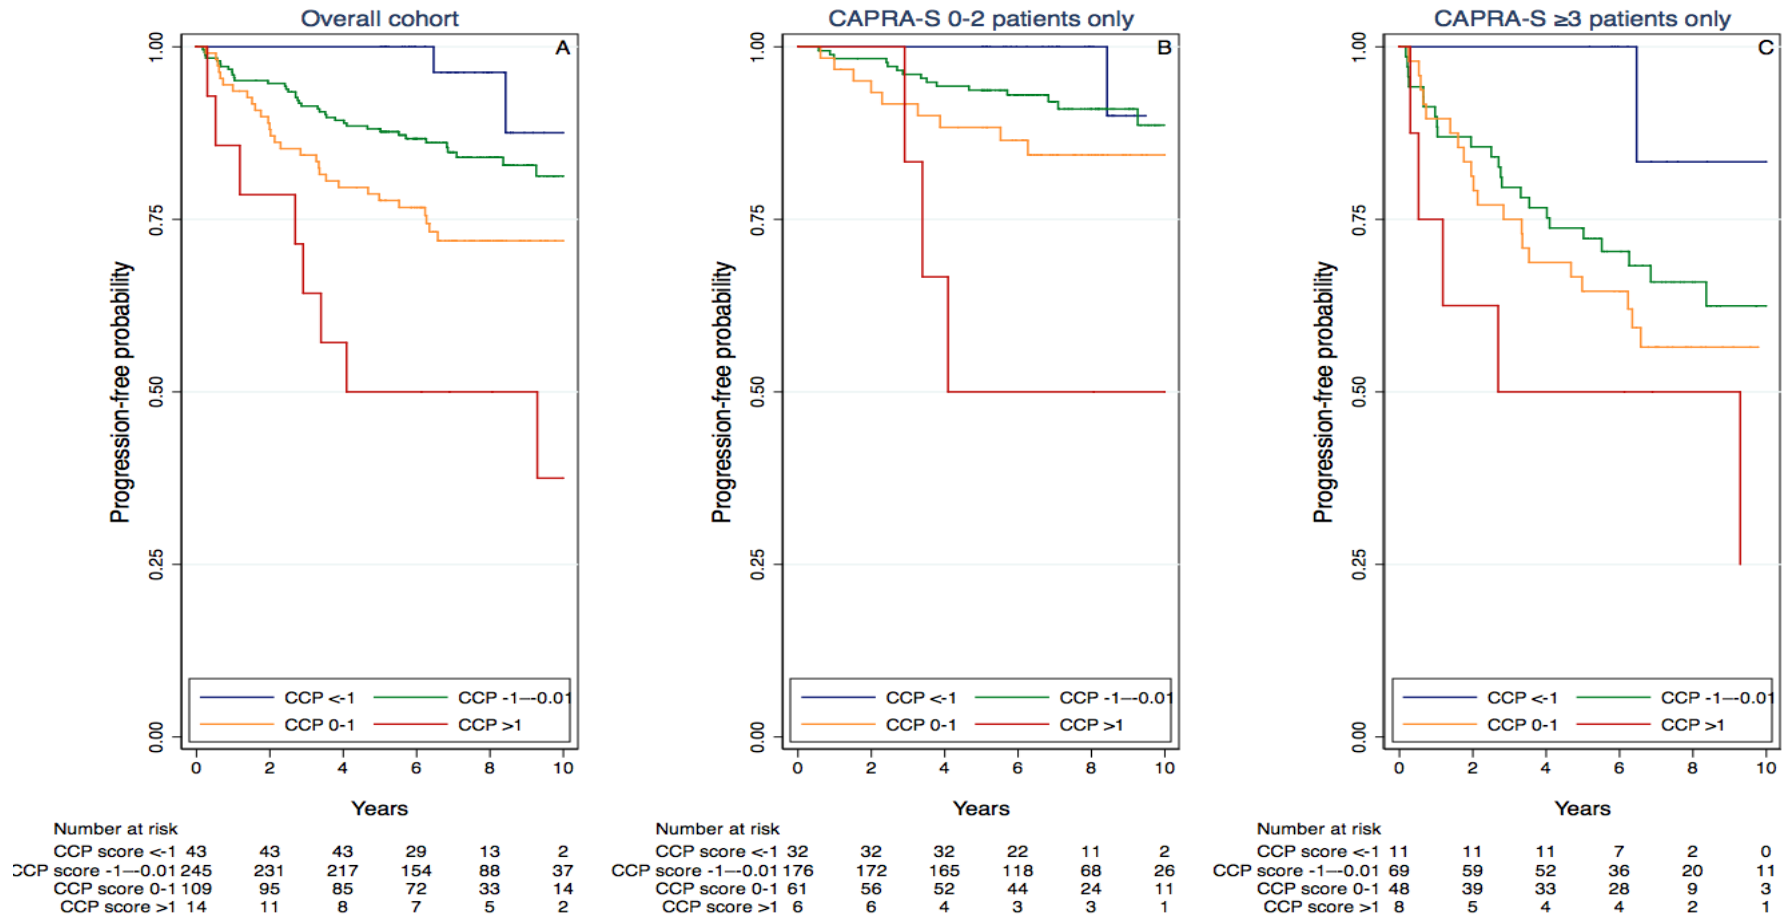 Overall cohort
A
Progression-free probability
1.00
0.75
0.50
0.25
0.00
CCP <-1 CCP -1--0.01
CCP 0-1 CCP >1
0 2 4 6 8 10
Years
Number at risk
CCP score <-1 43 43 43 29 13 2
CCP score -1--0.01 245 231 217 154 88 37
CCP score 0-1 109 95 85 72 33 14
CCP score >1 14 11 8 7 5 2
CAPRA-S 0-2 patients only
B
Progression-free probability
1.00
0.75
0.50
0.25
0.00
CCP <-1 CCP -1--0.01
CCP 0-1 CCP >1
0 2 4 6 8 10
Years
Number at risk
CCP score <-1 32 32 32 22 11 2
CCP score -1--0.01 176 172 165 118 68 26
CCP score 0-1 61 56 52 44 24 11
CCP score >1 6 6 4 3 3 1
CAPRA-S ≥3 patients only
C
Progression-free probability
1.00
0.75
0.50
0.25
0.00
CCP <-1 CCP -1--0.01
CCP 0-1 CCP >1
0 2 4 6 8 10
Years
Number at risk
CCP score <-1 11 11 11 7 2 0
CCP score -1--0.01 69 59 52 36 20 11
CCP score 0-1 48 39 33 28 9 3
CCP score >1 8 5 4 4 2 1